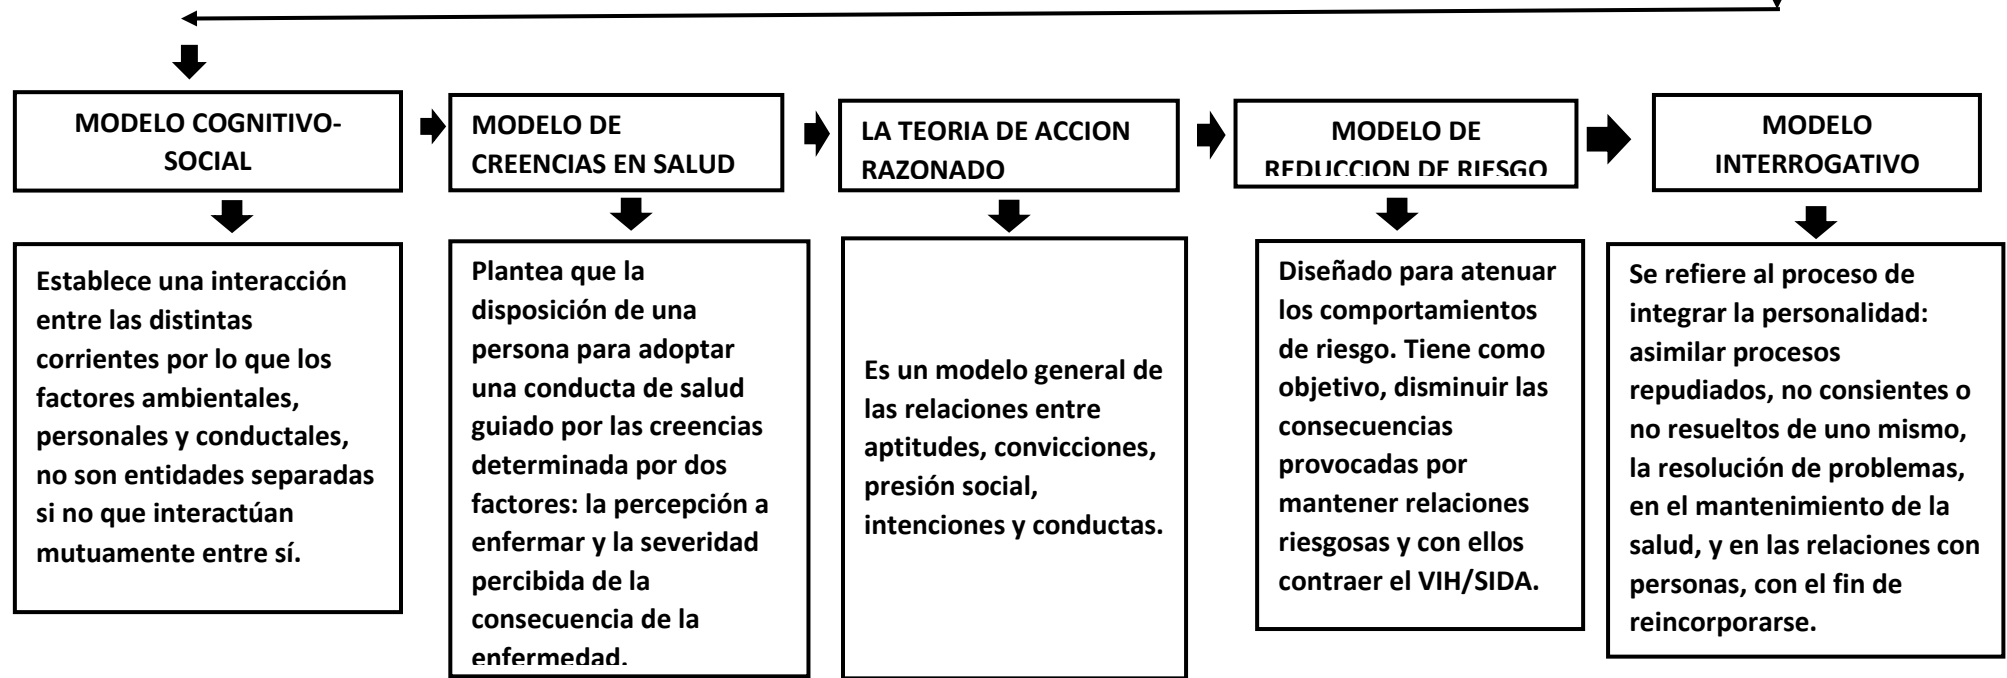 MODELO COGNITIVO-
SOCIAL
MODELO DE
CREENCIAS EN SALUD
LA TEORIA DE ACCION
RAZONADO
MODELO DE
REDUCCION DE RIESGO
MODELO
INTERROGATIVO
Establece una interacción
entre las distintas
corrientes por lo que los
factores ambientales,
personales y conductales,
no son entidades separadas
si no que interactúan
mutuamente entre sí.
Plantea que la
disposición de una
persona para adoptar
una conducta de salud
guiado por las creencias
determinada por dos
factores: la percepción a
enfermar y la severidad
percibida de la
consecuencia de la
enfermedad.
Es un modelo general de
las relaciones entre
aptitudes, convicciones,
presión social,
intenciones y conductas.
Diseñado para atenuar
los comportamientos
de riesgo. Tiene como
objetivo, disminuir las
consecuencias
provocadas por
mantener relaciones
riesgosas y con ellos
contraer el VIH/SIDA.
Se refiere al proceso de
integrar la personalidad:
asimilar procesos
repudiados, no consientes o
no resueltos de uno mismo,
la resolución de problemas,
en el mantenimiento de la
salud, y en las relaciones con
personas, con el fin de
reincorporarse.